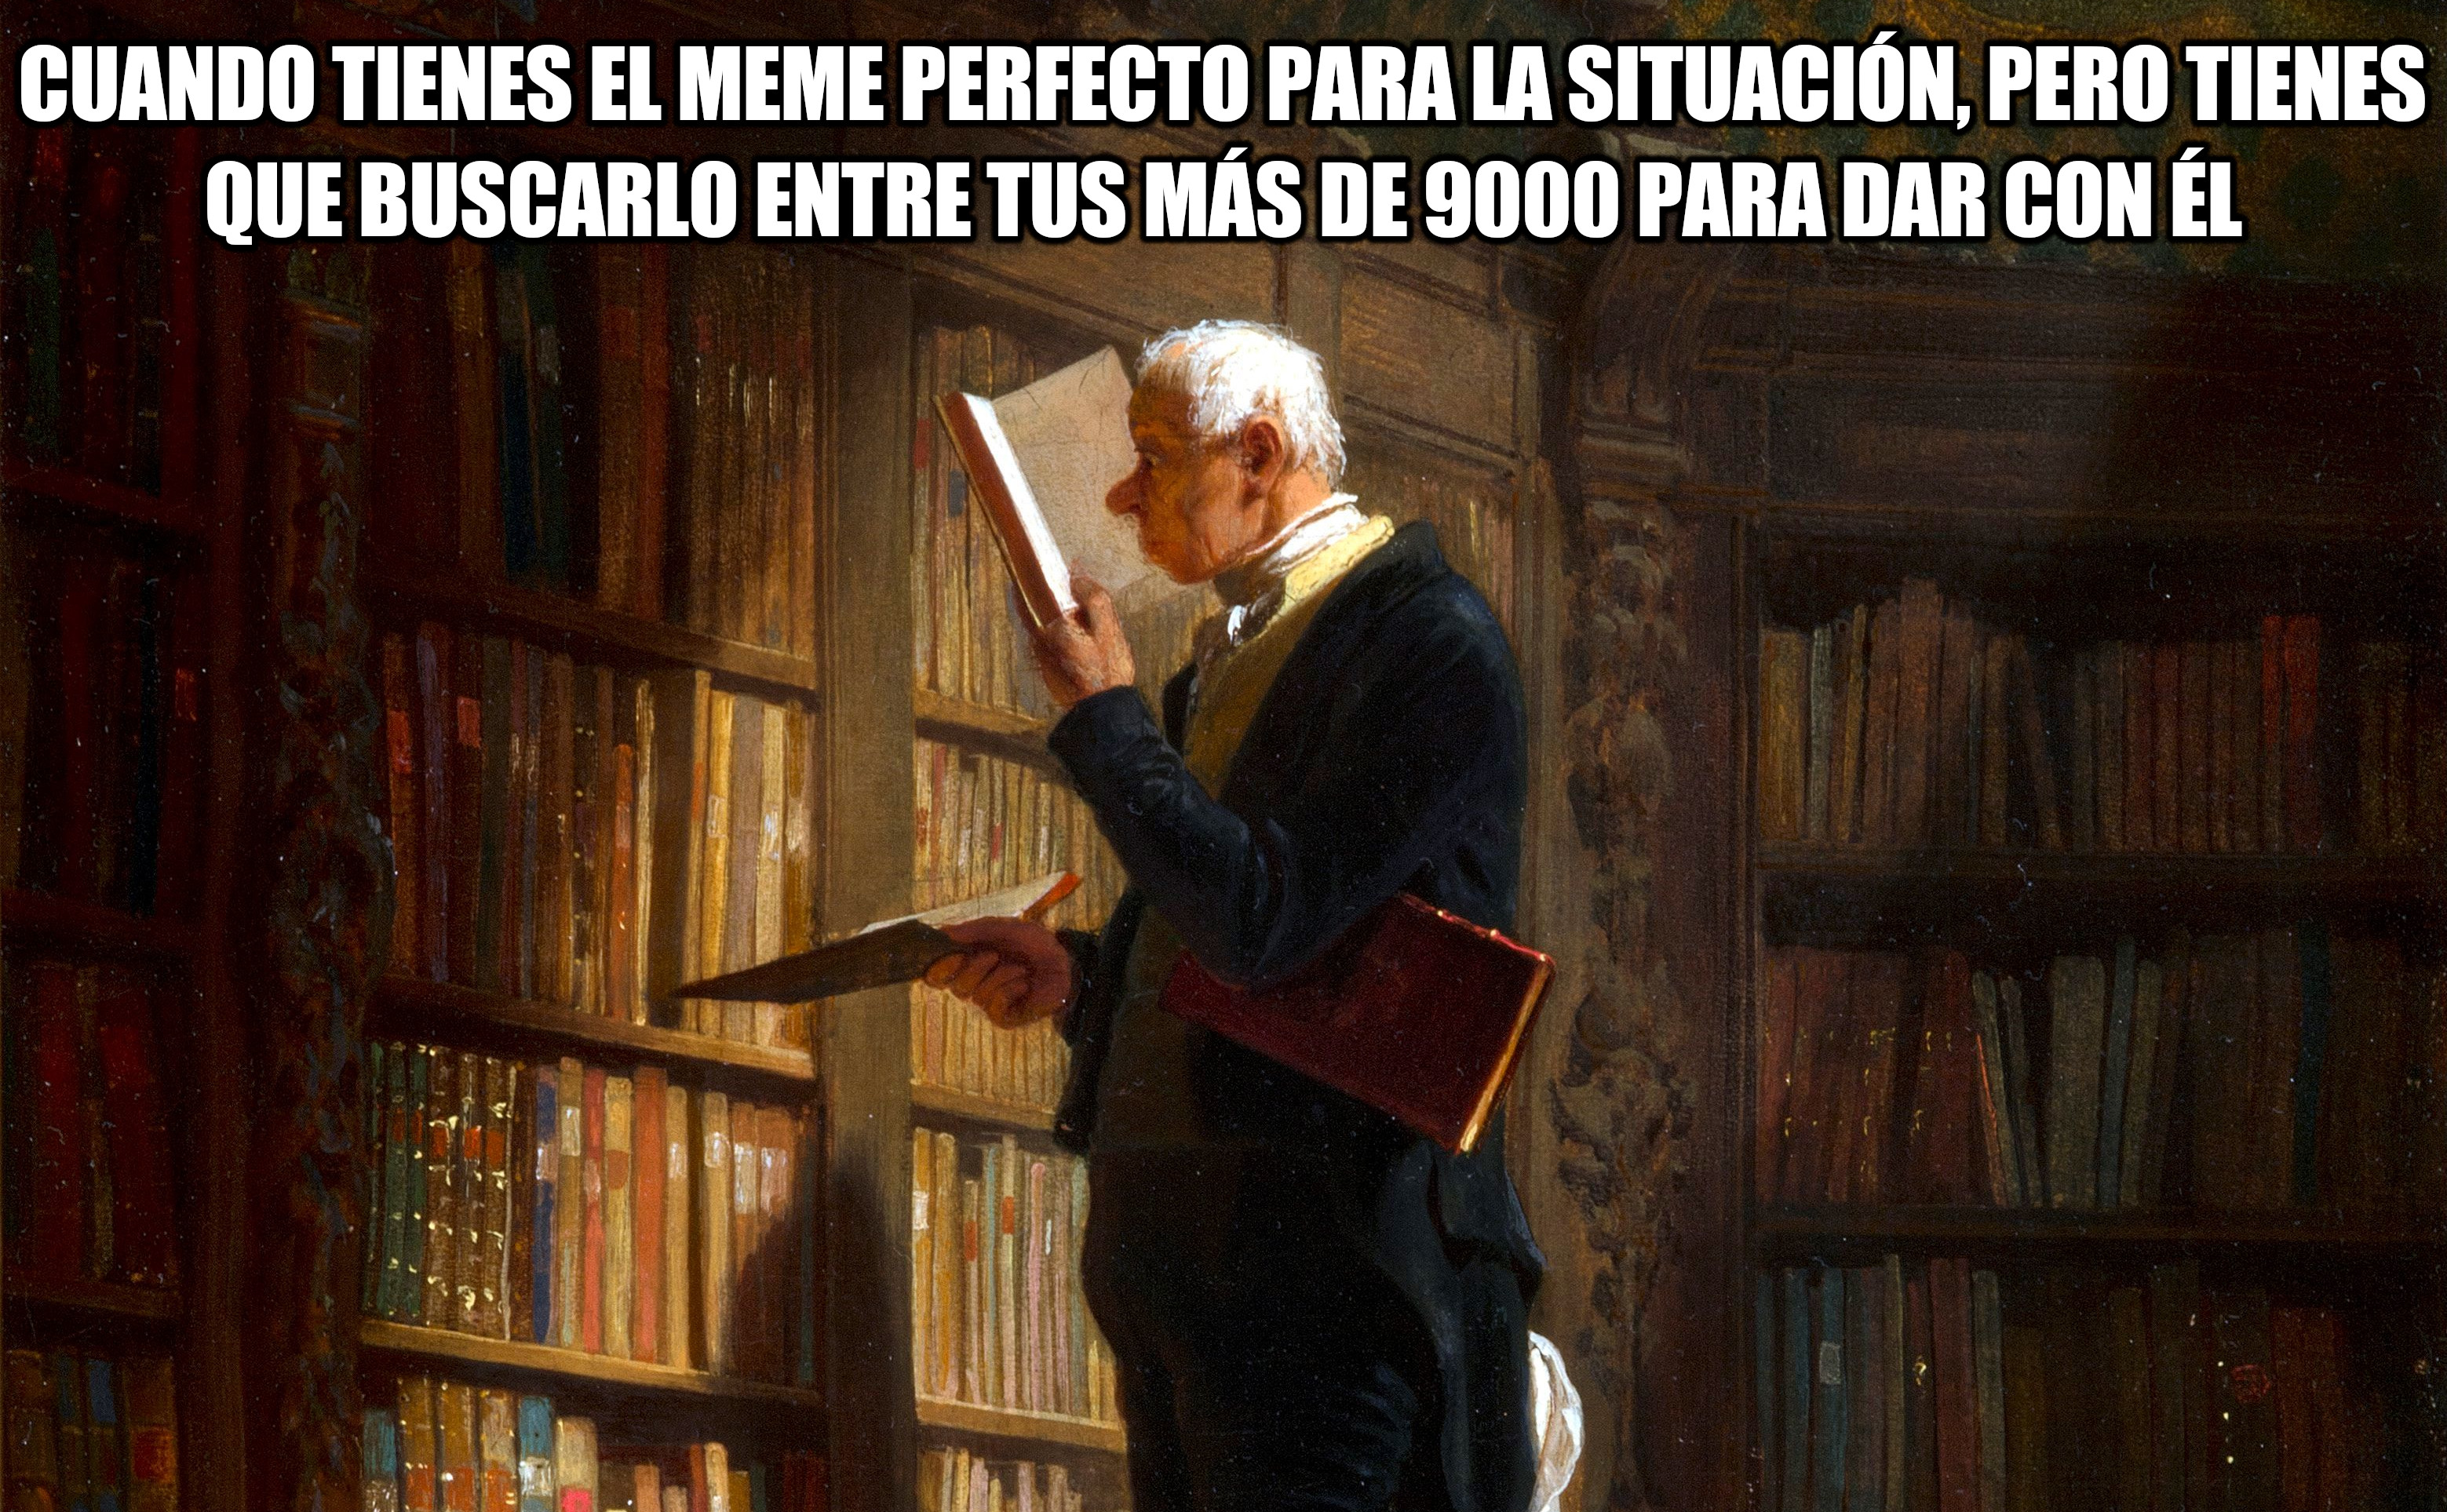 CUANDO TIENES EL MEME PERFECTO PARA LA SITUACIÓN, PERO TIENES
QUE BUSCARLO ENTRE TUS MÁS DE 9000 PARA DAR CON ÉL